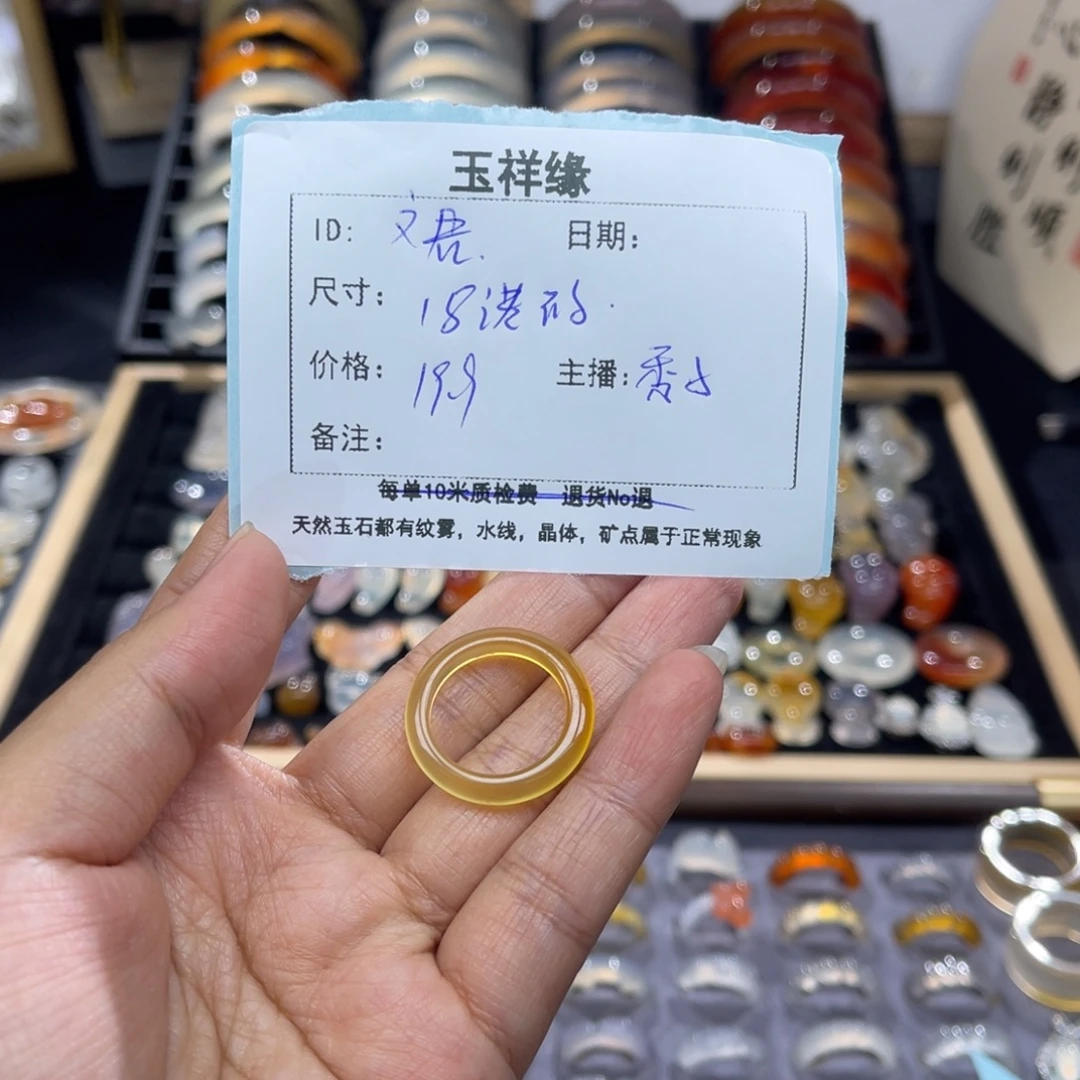 玉祥缘
ID: 文君. 日期:
尺寸: 18港码.
价格: 199 主播:
备注:
每单10米质检费 退货No退
天然玉石都有纹雾,水线,晶体,矿点属于正常现象